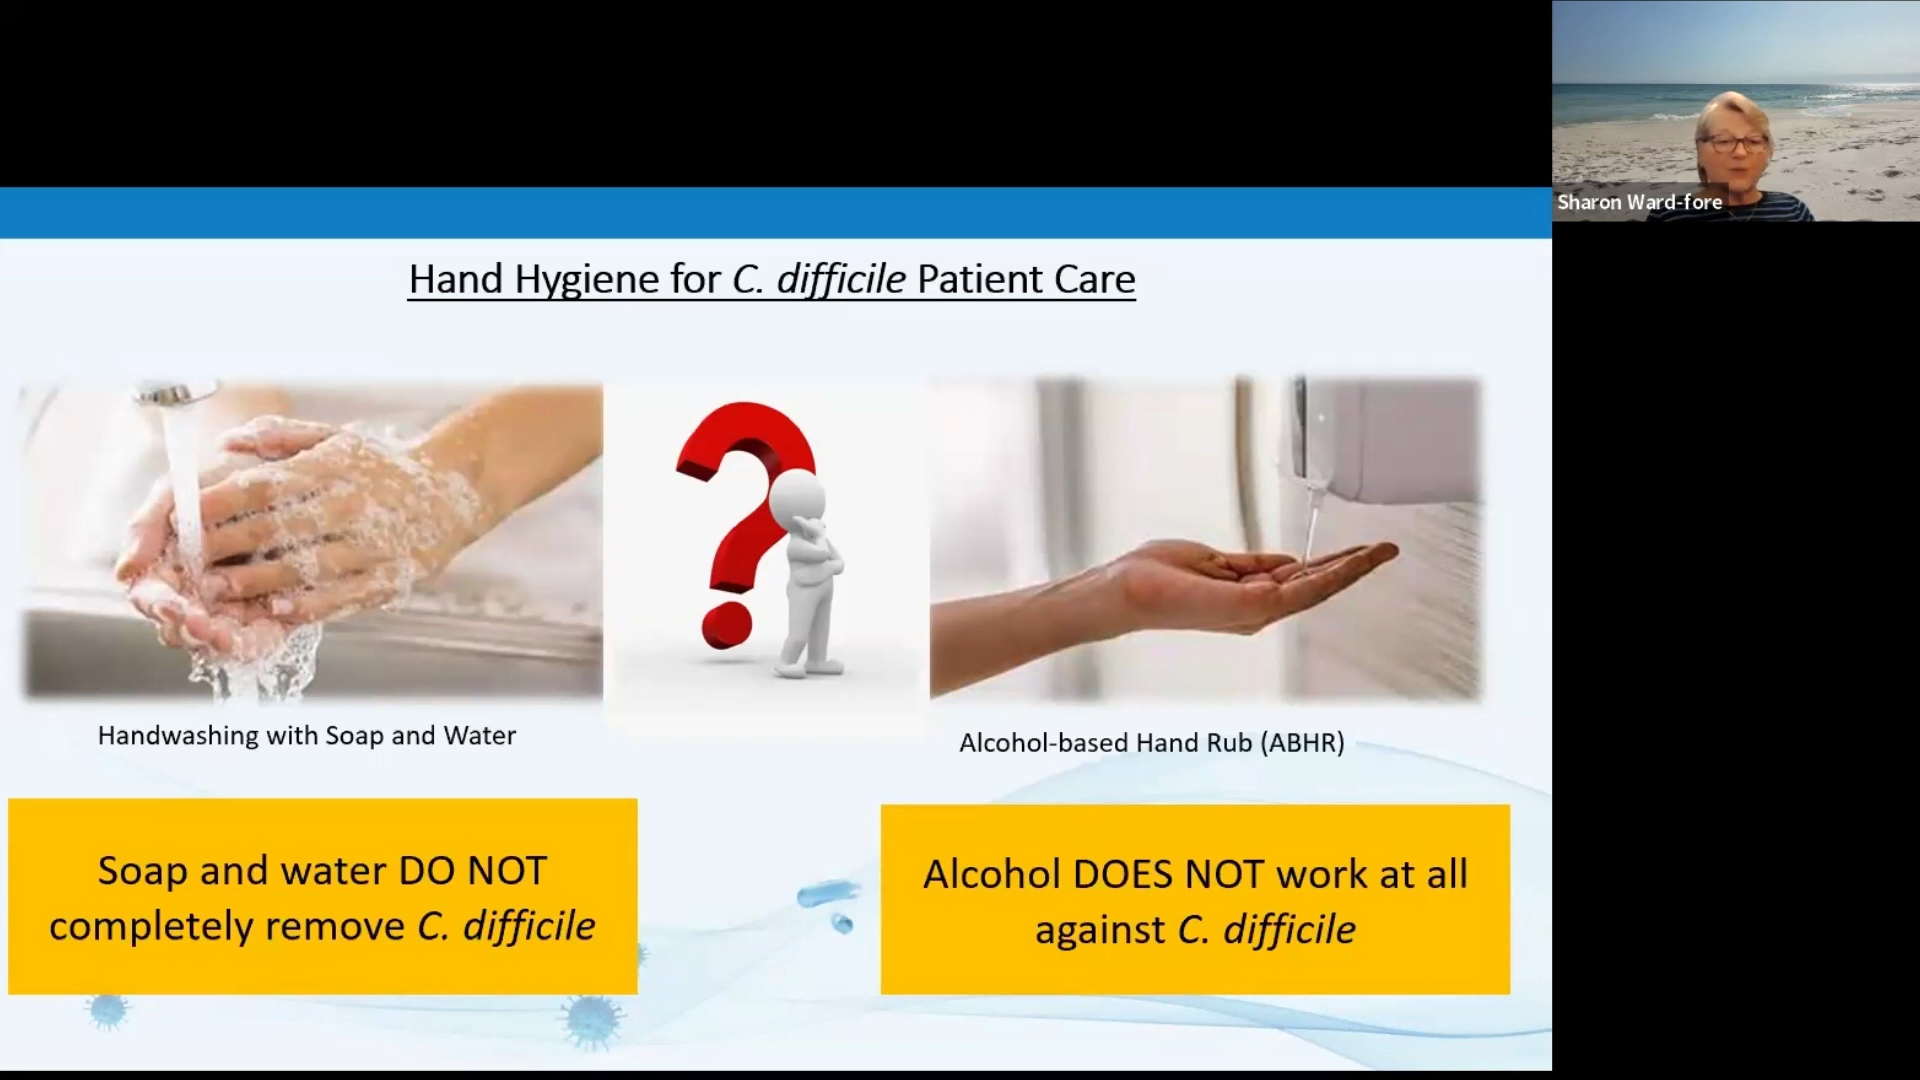 Sharon Ward-fore
Hand Hygiene for C. difficile Patient Care
Handwashing with Soap and Water
Alcohol-based Hand Rub (ABHR)
Soap and water DO NOT
completely remove C. difficile
Alcohol DOES NOT work at all
against C. difficile